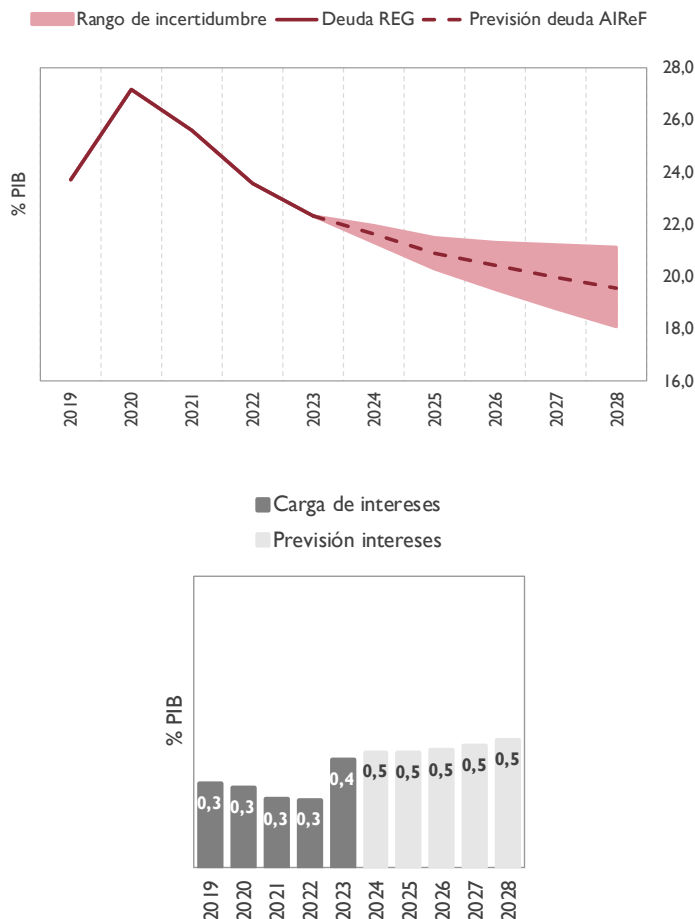 Rango de incertidumbre Deuda REG Previsión deuda AIReF
% PIB
28,0
26,0
24,0
22,0
20,0
18,0
16,0
2019 2020 2021 2022 2023 2024 2025 2026 2027 2028
Carga de intereses
Previsión intereses
% PIB
0,3 0,3 0,3 0,3 0,4 0,5 0,5 0,5 0,5 0,5
2019 2020 2021 2022 2023 2024 2025 2026 2027 2028